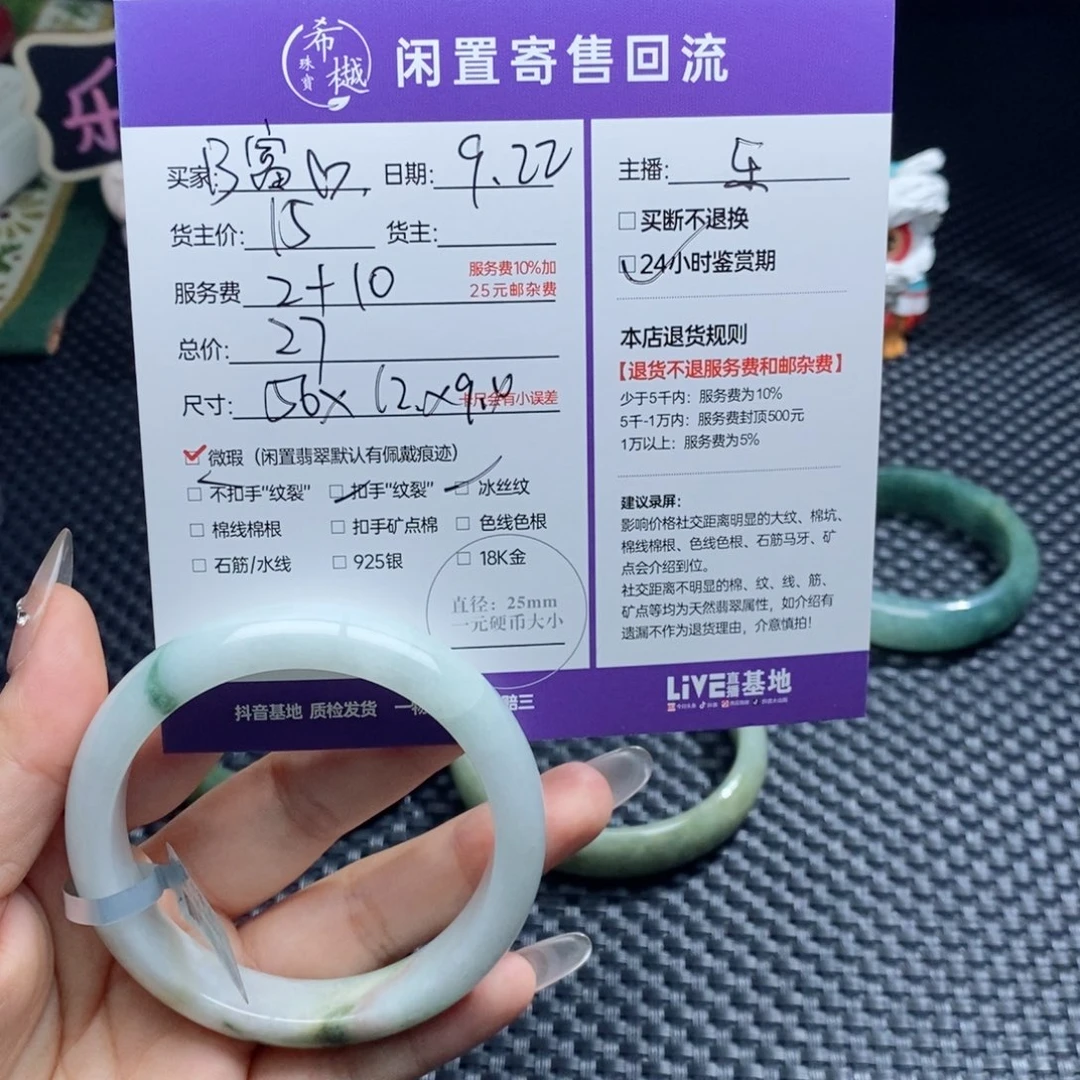 乐
希樾
珠寶
闲置寄售回流
买家: 日期: 9.22
货主价: 15 货主:
服务费 2+10 服务费10%加
25元邮杂费
总价: 27
尺寸: 56x 12.x9. 卡尺会有小误差
微瑕（闲置翡翠默认有佩戴痕迹）
不扣手"纹裂" 扣手"纹裂" 冰丝纹
棉线棉根 扣手矿点棉 色线色根
石筋/水线 925银 18K金
直径：25mm
一元硬币大小
抖音基地 质检发货 一 赔三
主播: 乐
买断不退换
24小时鉴赏期
本店退货规则
【退货不退服务费和邮杂费】
少于5千内：服务费为10%
5千-1万内：服务费封顶500元
1万以上：服务费为5%
建议录屏：
影响价格社交距离明显的大纹、棉坑、
棉线棉根、色线色根、石筋马牙、矿
点会介绍到位。
社交距离不明显的棉、纹、线、筋、
矿点等均为天然翡翠属性，如介绍有
遗漏不作为退货理由，介意慎拍！
LiVE直播基地